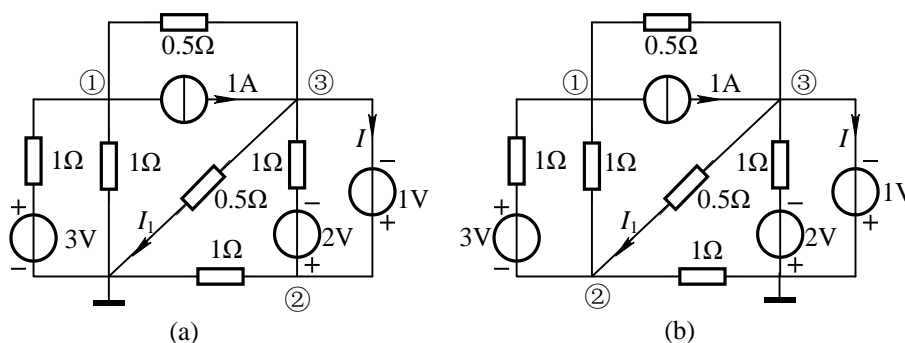 0.5Ω 0.5Ω
① 1A ③ ① 1A ③
I I
1Ω 1Ω 1Ω 1Ω 1Ω 1Ω
− − − −
0.5Ω 1V 0.5Ω 1V
+ I₁ − + + I₁ − +
3V 2V 3V 2V
− 1Ω + − 1Ω +
② ②
(a) (b)